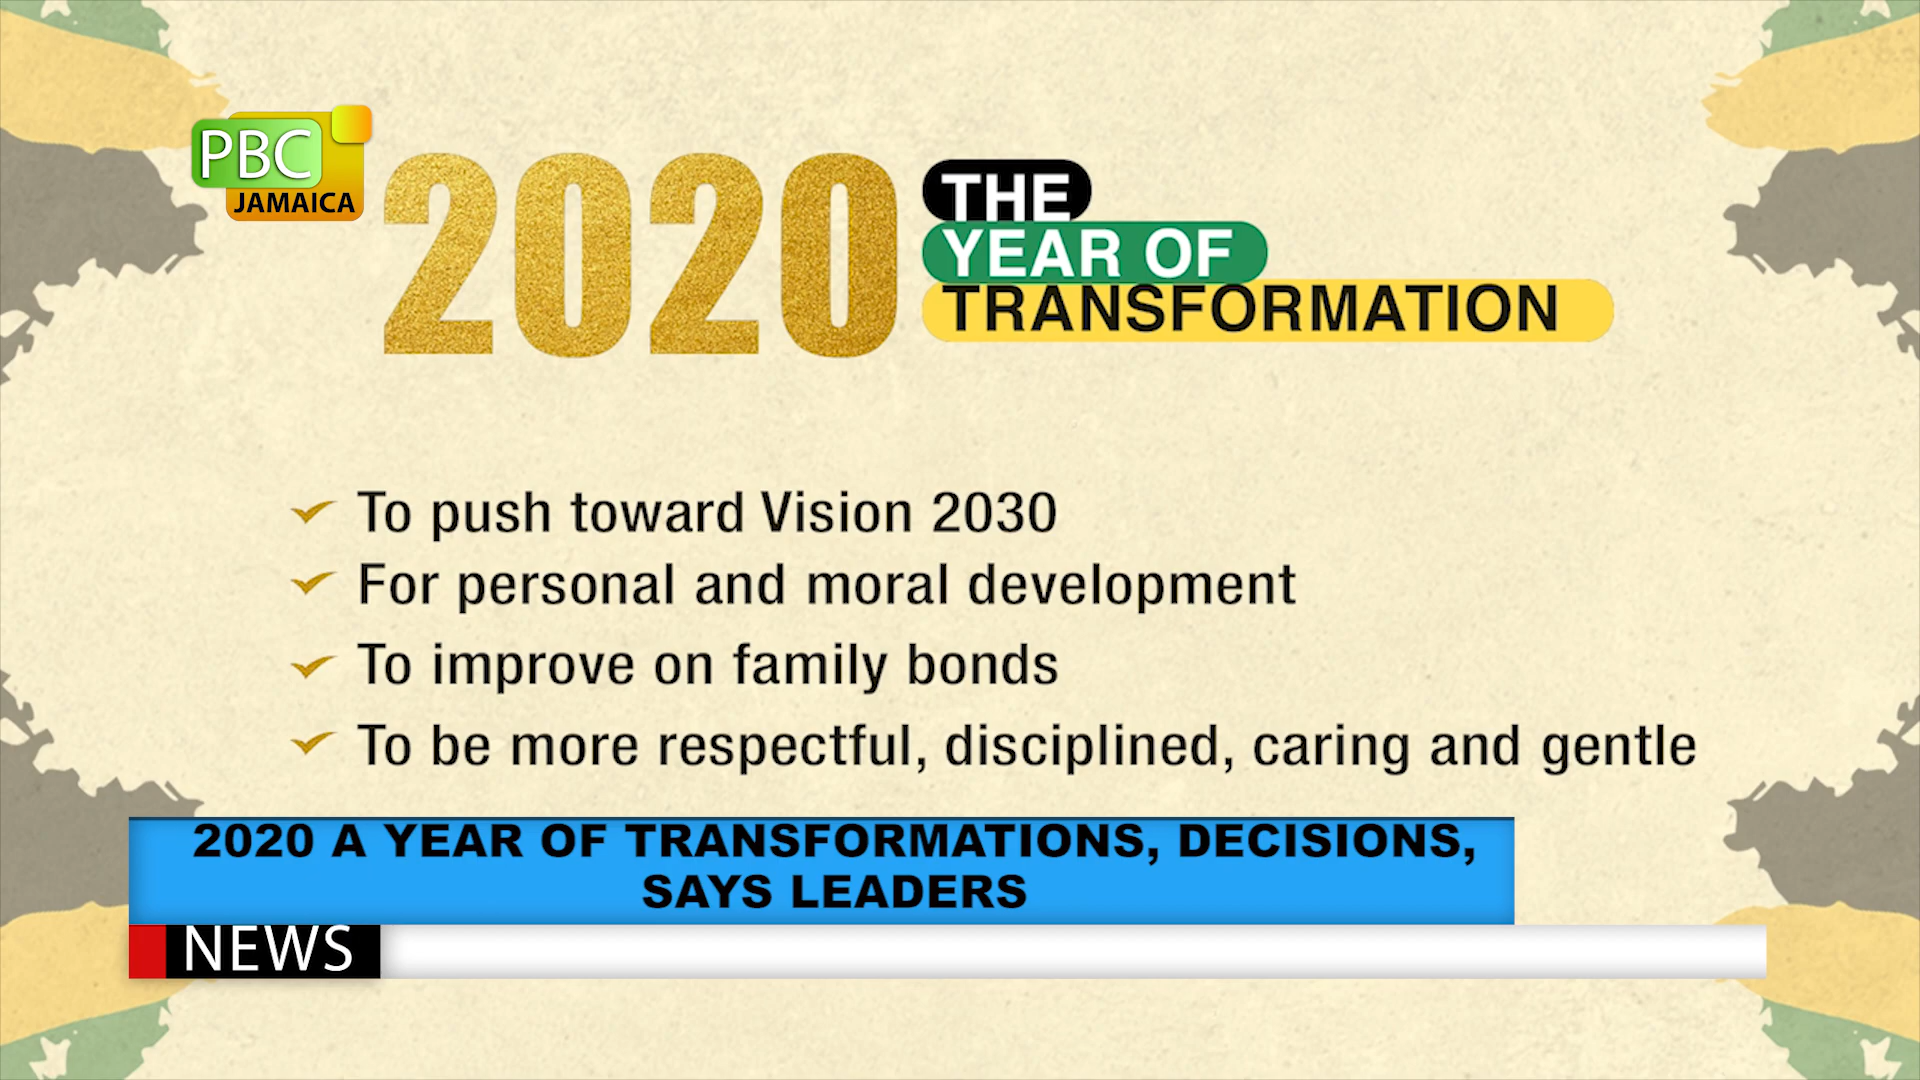 PBC
JAMAICA
2020
THE
YEAR OF
TRANSFORMATION
To push toward Vision 2030
For personal and moral development
To improve on family bonds
To be more respectful, disciplined, caring and gentle
2020 A YEAR OF TRANSFORMATIONS, DECISIONS,
SAYS LEADERS
NEWS